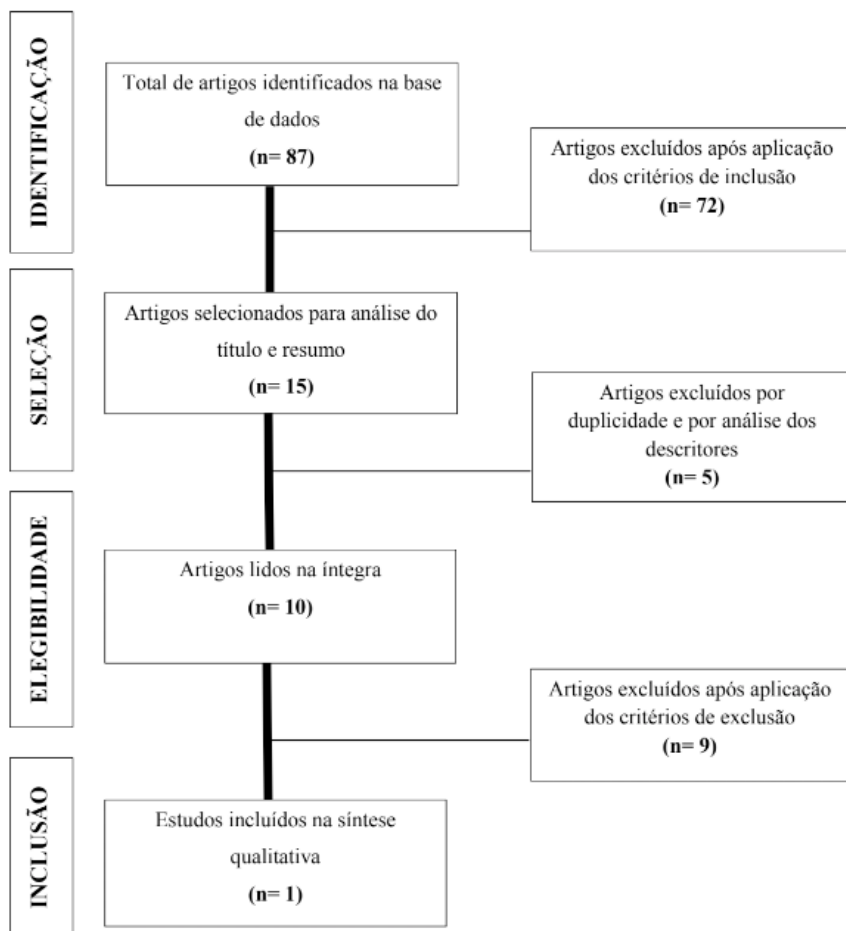 IDENTIFICAÇÃO
Total de artigos identificados na base
de dados
(n= 87)
Artigos excluídos após aplicação
dos critérios de inclusão
(n= 72)
SELEÇÃO
Artigos selecionados para análise do
título e resumo
(n= 15)
Artigos excluídos por
duplicidade e por análise dos
descritores
(n= 5)
ELEGIBILIDADE
Artigos lidos na íntegra
(n= 10)
Artigos excluídos após aplicação
dos critérios de exclusão
(n= 9)
INCLUSÃO
Estudos incluídos na síntese
qualitativa
(n= 1)